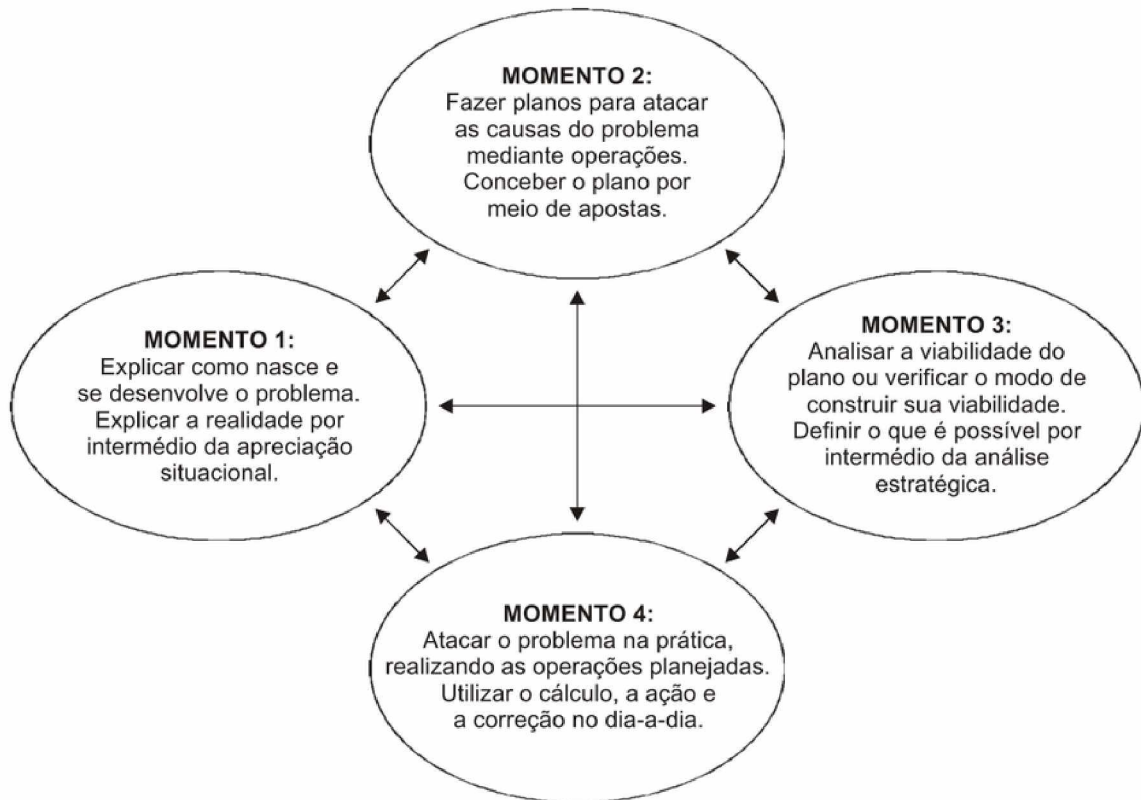 MOMENTO 2:
Fazer planos para atacar
as causas do problema
mediante operações.
Conceber o plano por
meio de apostas.
MOMENTO 1:
Explicar como nasce e
se desenvolve o problema.
Explicar a realidade por
intermédio da apreciação
situacional.
MOMENTO 3:
Analisar a viabilidade do
plano ou verificar o modo de
construir sua viabilidade.
Definir o que é possível por
intermédio da análise
estratégica.
MOMENTO 4:
Atacar o problema na prática,
realizando as operações planejadas.
Utilizar o cálculo, a ação e
a correção no dia-a-dia.